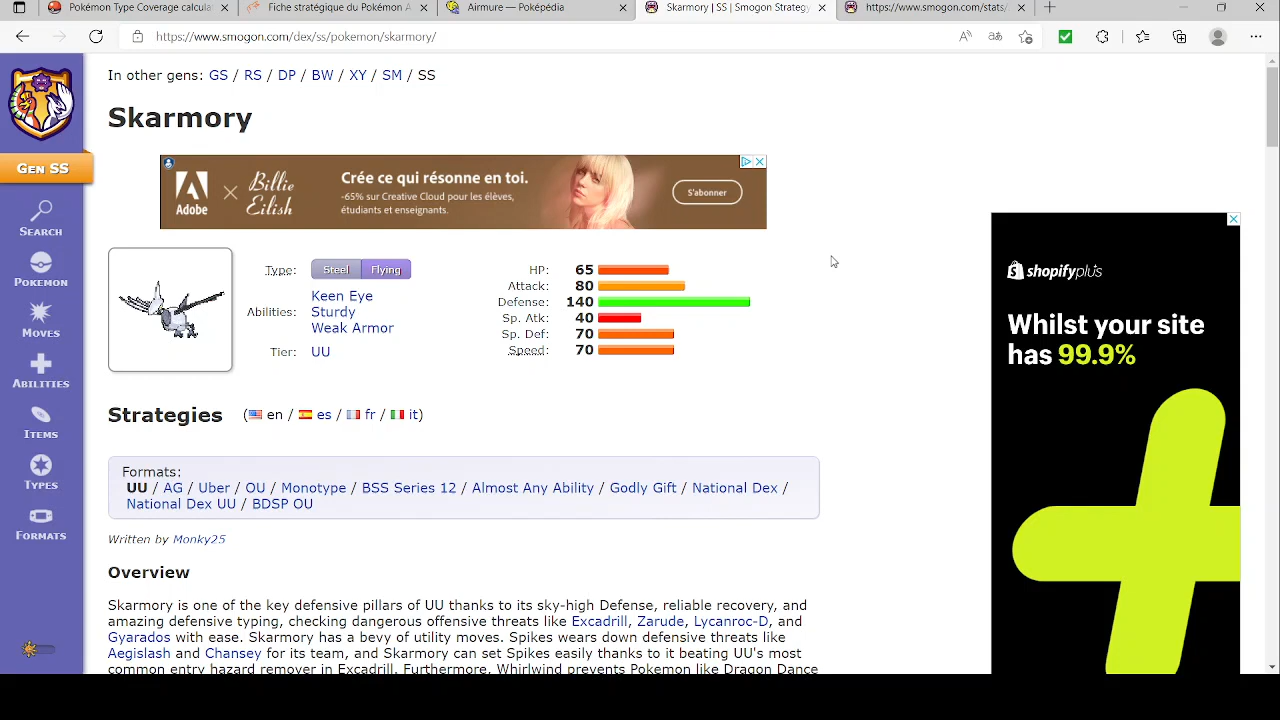 Pokémon Type Coverage calcula
Fiche stratégique du Pokémon A
Airmure — Poképédia
Skarmory | SS | Smogon Strategy
https://www.smogon.com/stats/
https://www.smogon.com/dex/ss/pokemon/skarmory/
In other gens: GS / RS / DP / BW / XY / SM / SS
Skarmory
GEN SS
SEARCH
POKEMON
MOVES
ABILITIES
ITEMS
TYPES
FORMATS
Adobe
Billie
Eilish
Crée ce qui résonne en toi.
-65% sur Creative Cloud pour les élèves,
étudiants et enseignants.
S'abonner
Type: Steel Flying
Abilities: Keen Eye
Sturdy
Weak Armor
Tier: UU
HP: 65
Attack: 80
Defense: 140
Sp. Atk: 40
Sp. Def: 70
Speed: 70
Strategies (en / es / fr / it)
Formats:
UU / AG / Uber / OU / Monotype / BSS Series 12 / Almost Any Ability / Godly Gift / National Dex /
National Dex UU / BDSP OU
Written by Monky25
Overview
Skarmory is one of the key defensive pillars of UU thanks to its sky-high Defense, reliable recovery, and
amazing defensive typing, checking dangerous offensive threats like Excadrill, Zarude, Lycanroc-D, and
Gyarados with ease. Skarmory has a bevy of utility moves. Spikes wears down defensive threats like
Aegislash and Chansey for its team, and Skarmory can set Spikes easily thanks to it beating UU's most
common entry hazard remover in Excadrill. Furthermore, Whirlwind prevents Pokemon like Dragon Dance
shopifyplus
Whilst your site
has 99.9%